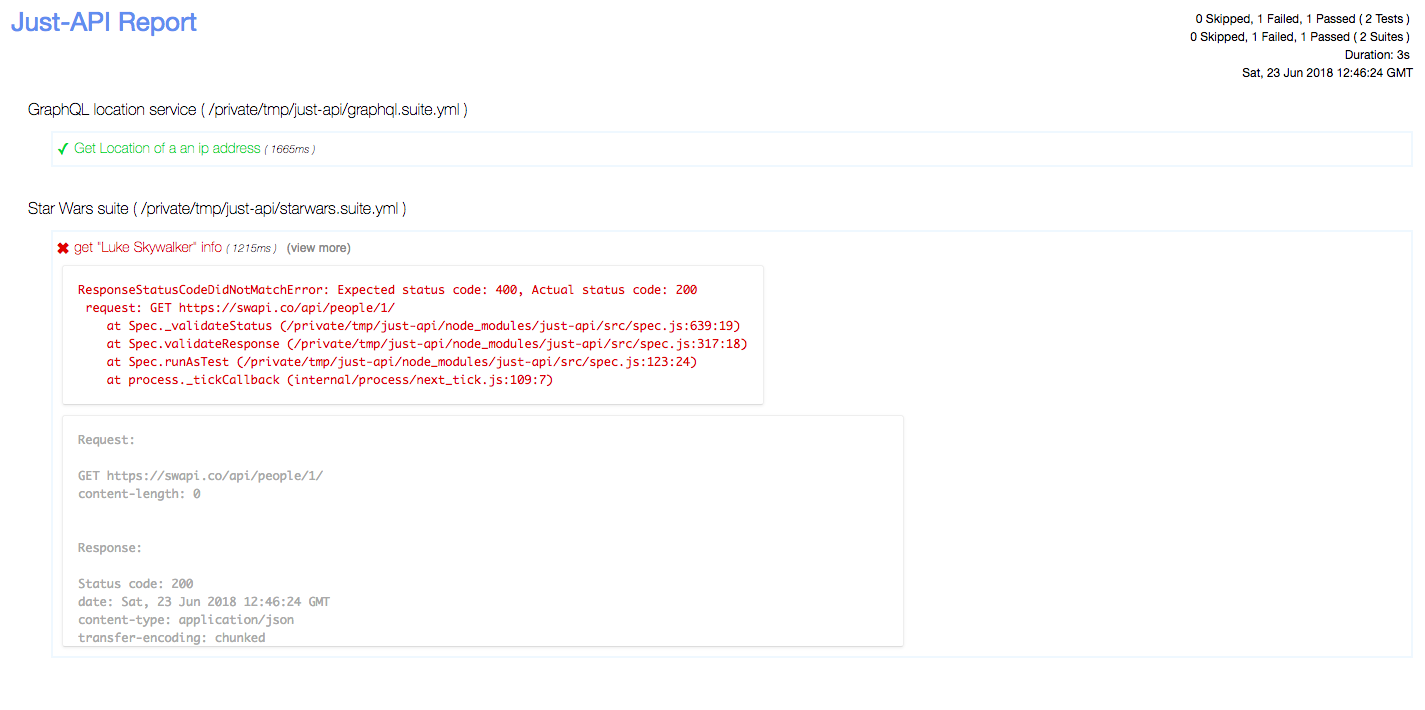 Just-API Report
0 Skipped, 1 Failed, 1 Passed ( 2 Tests )
0 Skipped, 1 Failed, 1 Passed ( 2 Suites )
Duration: 3s
Sat, 23 Jun 2018 12:46:24 GMT
GraphQL location service ( /private/tmp/just-api/graphql.suite.yml )
✓ Get Location of a an ip address ( 1665ms )
Star Wars suite ( /private/tmp/just-api/starwars.suite.yml )
✖ get "Luke Skywalker" info ( 1215ms ) (view more)
ResponseStatusCodeDidNotMatchError: Expected status code: 400, Actual status code: 200
request: GET https://swapi.co/api/people/1/
at Spec._validateStatus (/private/tmp/just-api/node_modules/just-api/src/spec.js:639:19)
at Spec.validateResponse (/private/tmp/just-api/node_modules/just-api/src/spec.js:317:18)
at Spec.runAsTest (/private/tmp/just-api/node_modules/just-api/src/spec.js:123:24)
at process._tickCallback (internal/process/next_tick.js:109:7)
Request:
GET https://swapi.co/api/people/1/
content-length: 0
Response:
Status code: 200
date: Sat, 23 Jun 2018 12:46:24 GMT
content-type: application/json
transfer-encoding: chunked